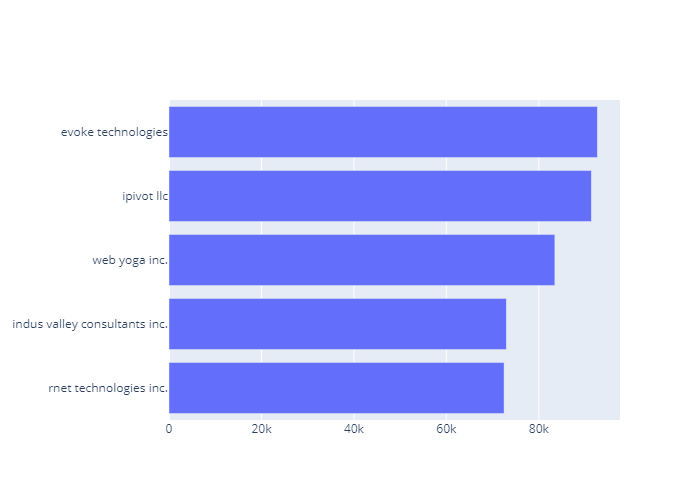 evoke technologies
ipivot llc
web yoga inc.
indus valley consultants inc.
rnet technologies inc.
0 20k 40k 60k 80k